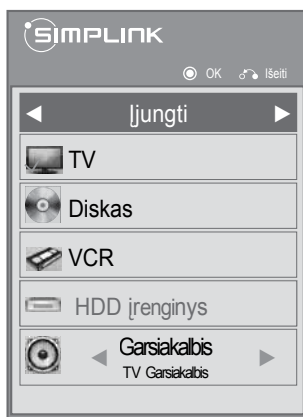 SIMPLINK
OK Išeiti
Įjungti
TV
Diskas
VCR
HDD įrenginys
Garsiakalbis
TV Garsiakalbis